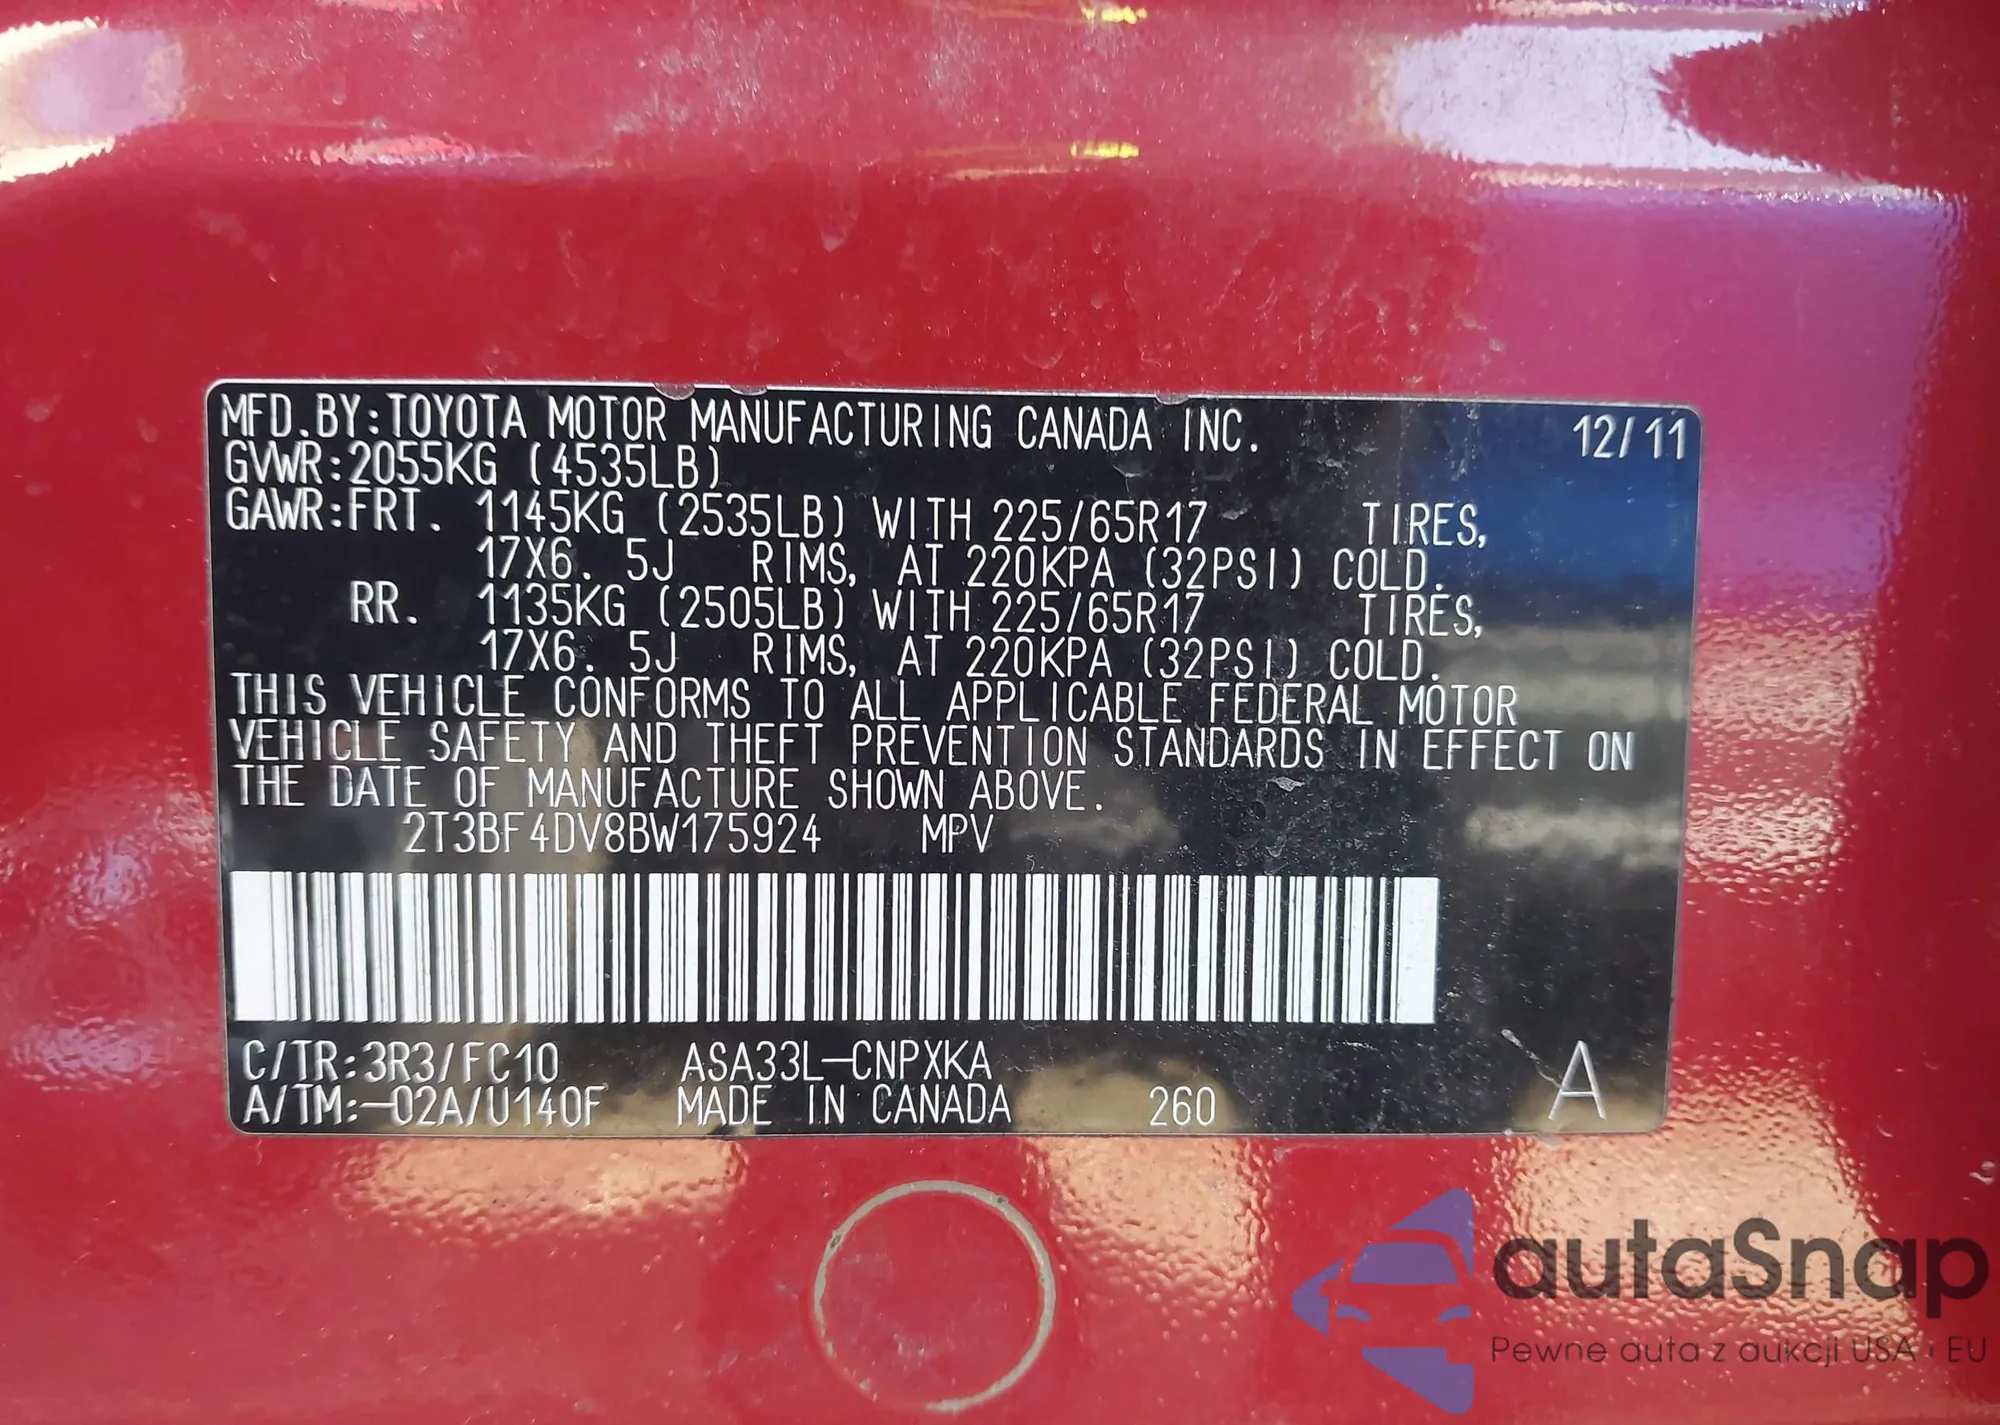 MFD.BY:TOYOTA MOTOR MANUFACTURING CANADA INC. 12/11
GVWR:2055KG (4535LB)
GAWR:FRT. 1145KG (2535LB) WITH 225/65R17 TIRES,
17X6. 5J RIMS, AT 220KPA (32PSI) COLD.
RR. 1135KG (2505LB) WITH 225/65R17 TIRES,
17X6. 5J RIMS, AT 220KPA (32PSI) COLD.
THIS VEHICLE CONFORMS TO ALL APPLICABLE FEDERAL MOTOR
VEHICLE SAFETY AND THEFT PREVENTION STANDARDS IN EFFECT ON
THE DATE OF MANUFACTURE SHOWN ABOVE.
2T3BF4DV8BW175924 MPV
C/TR:3R3/FC10 ASA33L-CNPXKA
A/TM:-02A/U140F MADE IN CANADA 260 A
autaSnap
Pewne auta z aukcji USA i EU